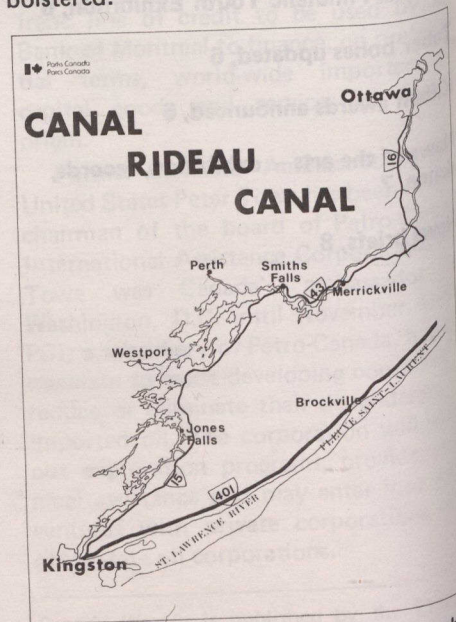 bolstered.
Parks Canada
Parcs Canada
CANAL
RIDEAU
CANAL
Ottawa
16
Perth
Smiths
Falls
43
Merrickville
Westport
Brockville
Jones
Falls
15
401
ST. LAWRENCE RIVER
FLEUVE SAINT-LAURENT
Kingston